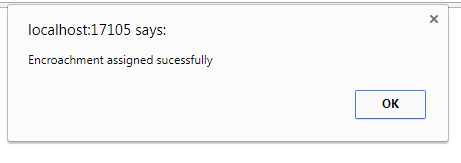 localhost:17105 says:
Encroachment assigned sucessfully
OK